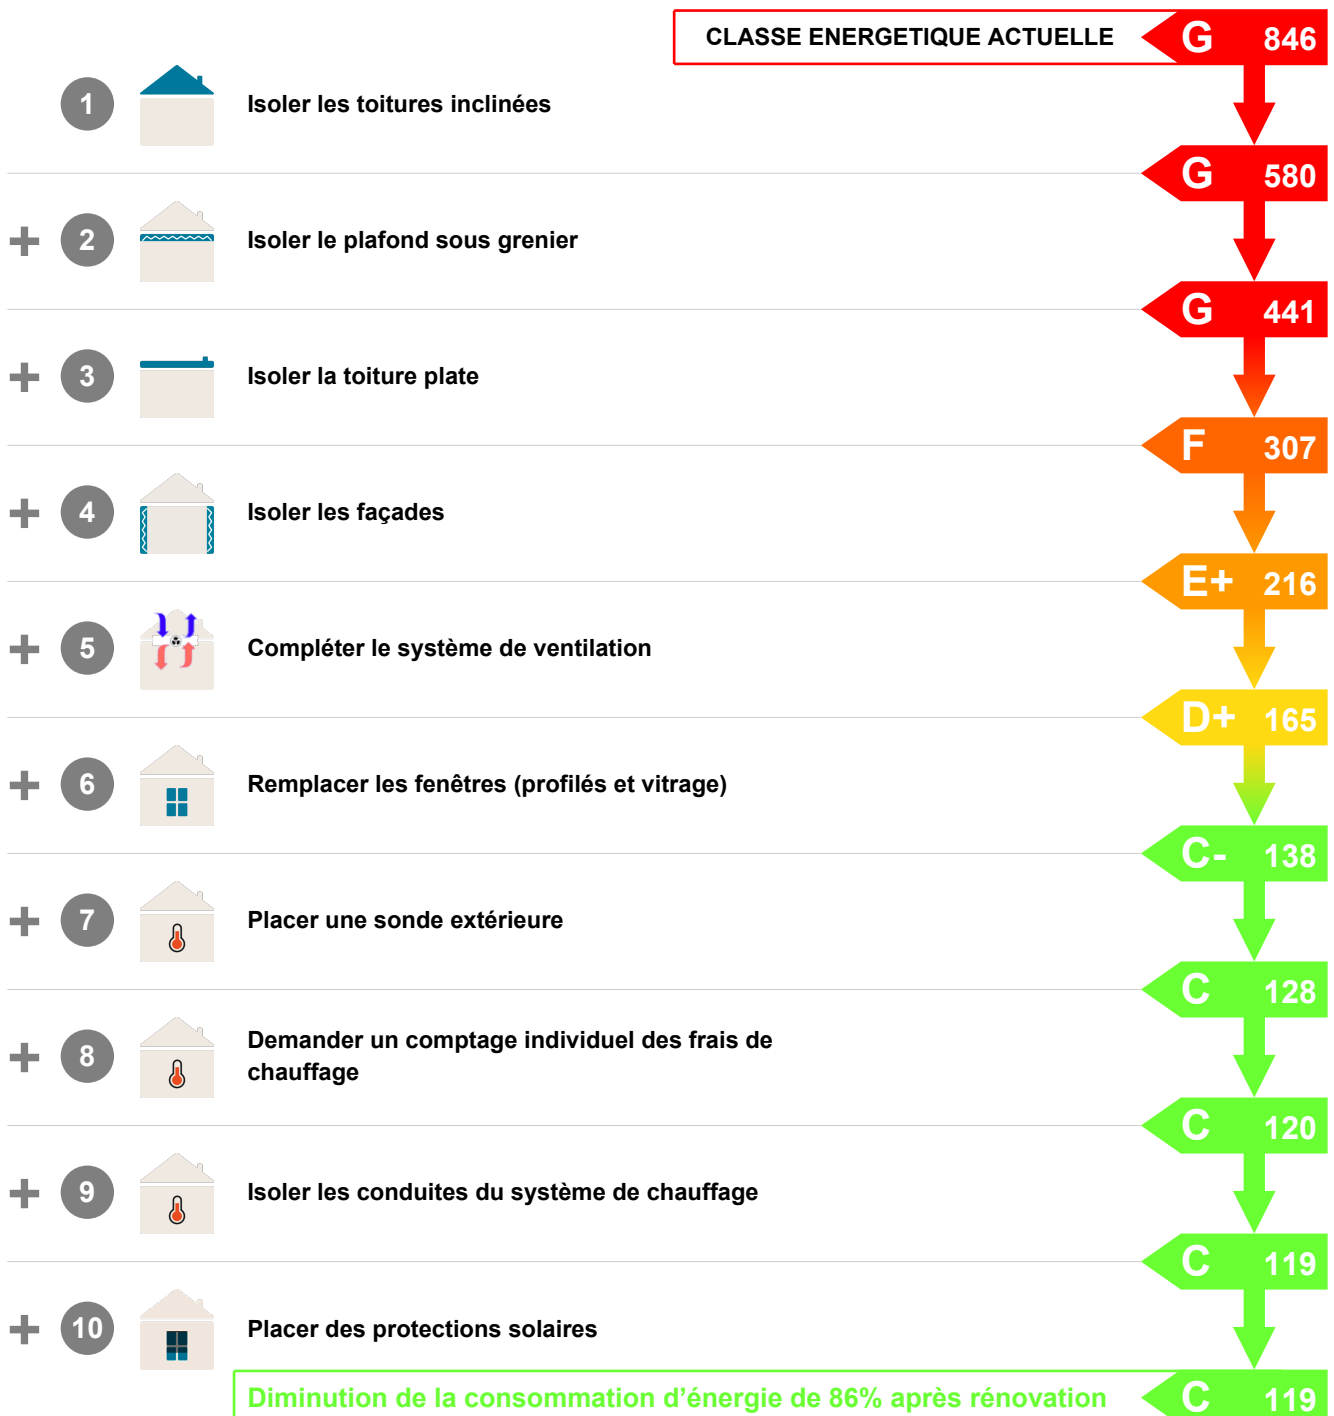 CLASSE ENERGETIQUE ACTUELLE G 846
1 Isoler les toitures inclinées
G 580
+ 2 Isoler le plafond sous grenier
G 441
+ 3 Isoler la toiture plate
F 307
+ 4 Isoler les façades
E+ 216
+ 5 Compléter le système de ventilation
D+ 165
+ 6 Remplacer les fenêtres (profilés et vitrage)
C- 138
+ 7 Placer une sonde extérieure
C 128
+ 8 Demander un comptage individuel des frais de
chauffage
C 120
+ 9 Isoler les conduites du système de chauffage
C 119
+ 10 Placer des protections solaires
Diminution de la consommation d’énergie de 86% après rénovation C 119